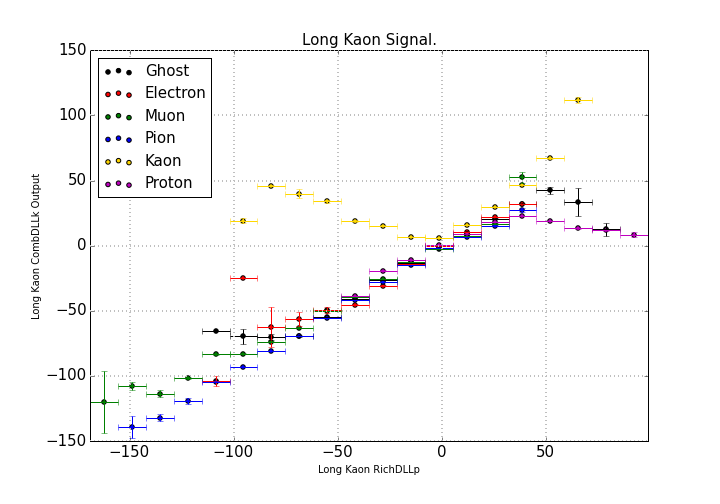 Long Kaon Signal.
150
100
50
0
−50
−100
−150
Long Kaon CombDLLk Output
Ghost
Electron
Muon
Pion
Kaon
Proton
−150 −100 −50 0 50
Long Kaon RichDLLp